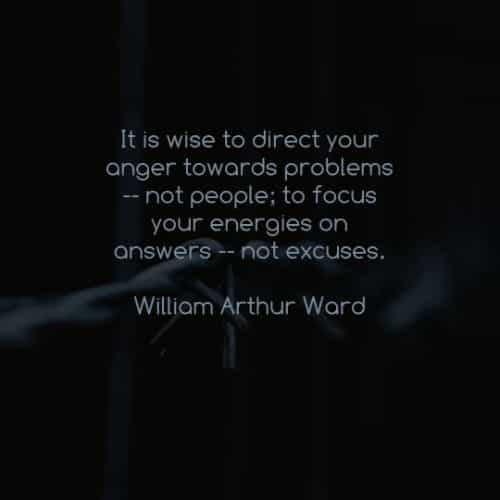 It is wise to direct your
anger towards problems
-- not people; to focus
your energies on
answers -- not excuses.
William Arthur Ward